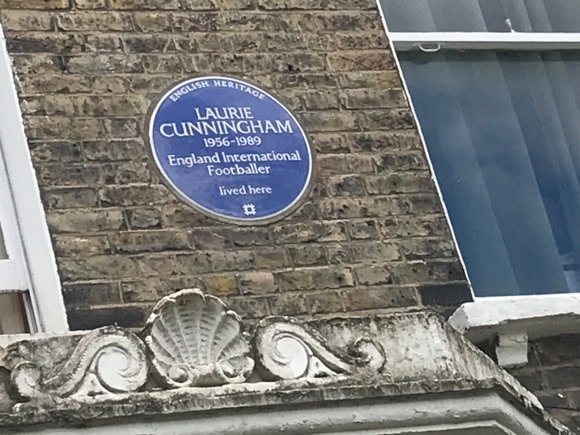 ENGLISH HERITAGE
LAURIE
CUNNINGHAM
1956-1989
England International
Footballer
lived here